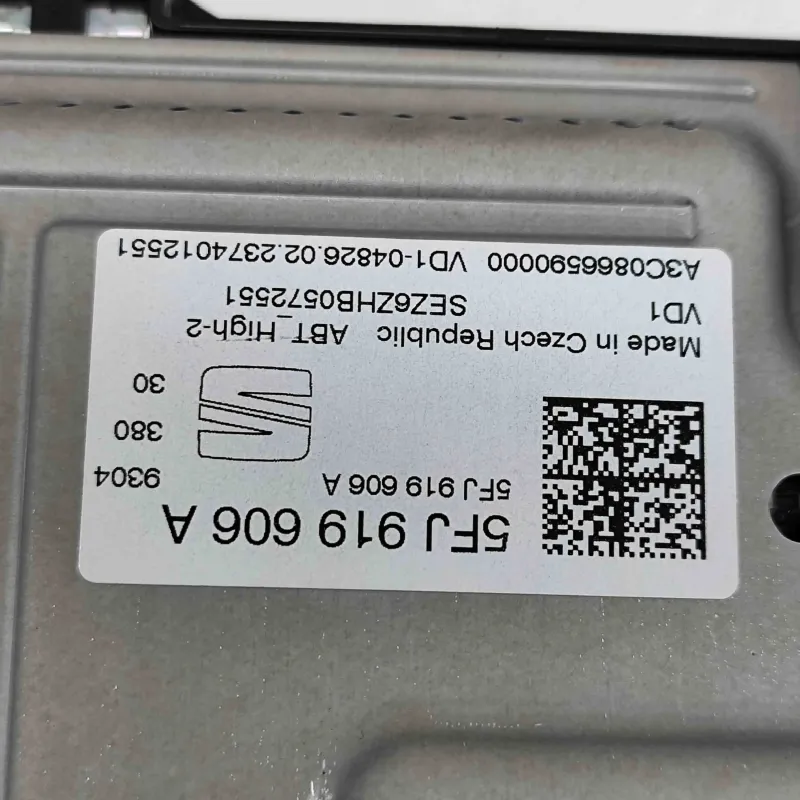 5FJ 919 606 A
5FJ 919 606 A
9304
380
30
Made in Czech Republic ABT_High-2
VD1 SEZ6ZHB0572551
A3C0866590000 VD1-04826.02.2374012551